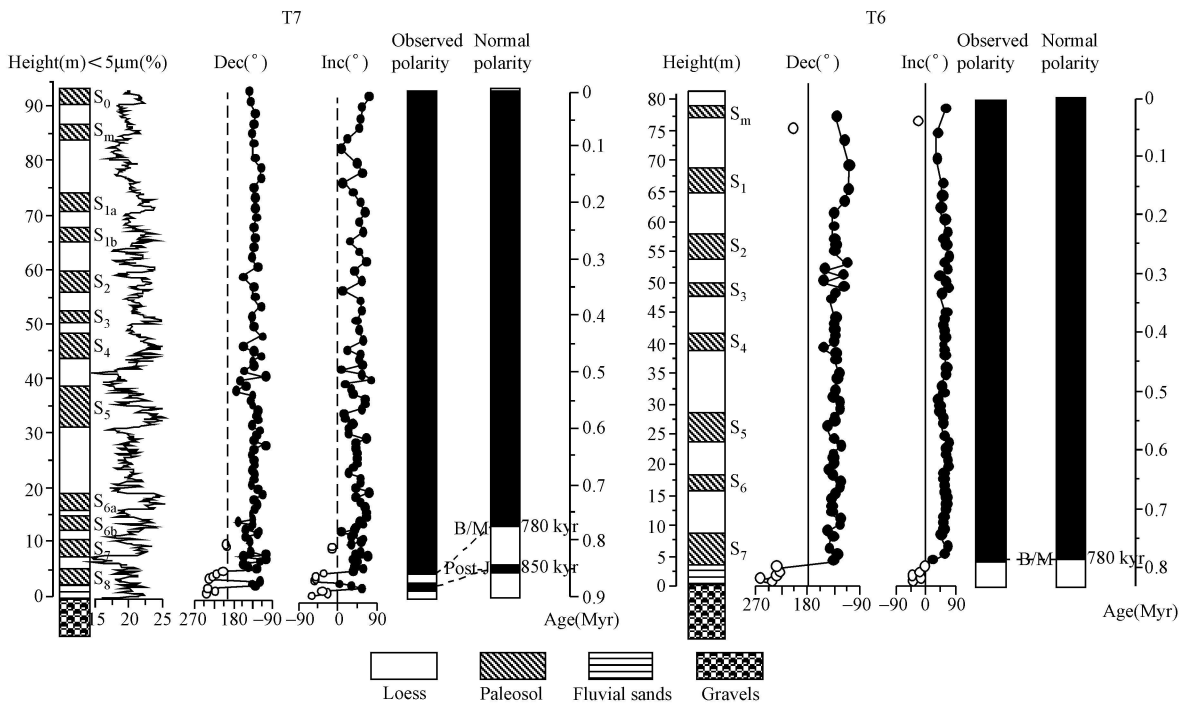 T7
T6
Height(m)
<5μm(%)
Dec(°)
Inc(°)
Observed
polarity
Normal
polarity
90
80
70
60
50
40
30
20
10
0
S0
Sm
S1a
S1b
S2
S3
S4
S5
S6a
S6b
S7
S8
15 20 25
270 180 -90
-90 0 90
B/M
780 kyr
Post-J
850 kyr
0
0.1
0.2
0.3
0.4
0.5
0.6
0.7
0.8
0.9
Age(Myr)
Height(m)
Dec(°)
Inc(°)
Observed
polarity
Normal
polarity
80
75
70
65
60
55
50
45
40
35
30
25
20
15
10
5
0
Sm
S1
S2
S3
S4
S5
S6
S7
270 180 -90
-90 0 90
B/M
780 kyr
0
0.1
0.2
0.3
0.4
0.5
0.6
0.7
0.8
Age(Myr)
Loess
Paleosol
Fluvial sands
Gravels